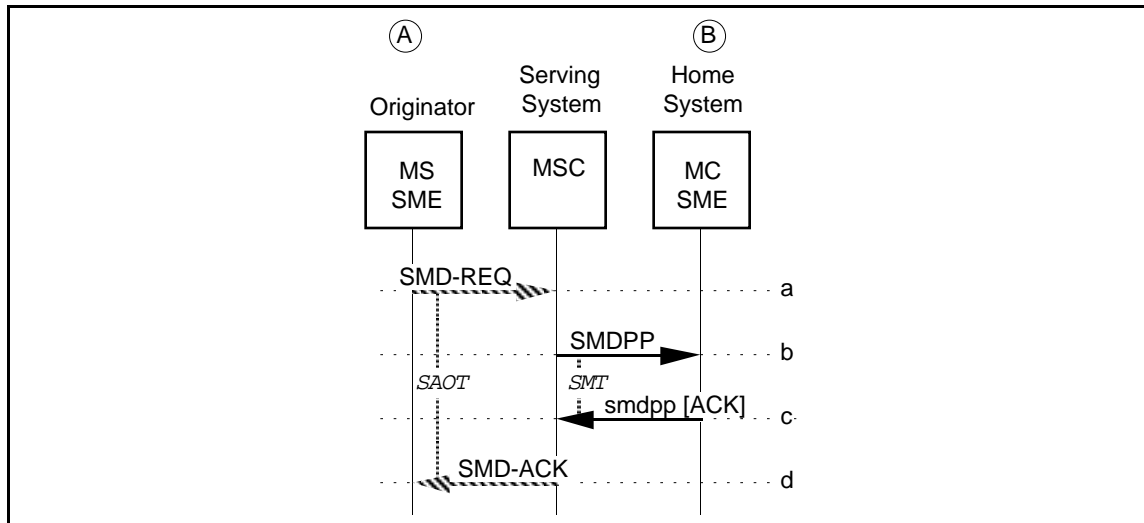 A
B
Originator
Serving
System
Home
System
MS
SME
MSC
MC
SME
SMD-REQ
a
SMDPP
b
SAOT
SMT
smdpp [ACK]
c
SMD-ACK
d